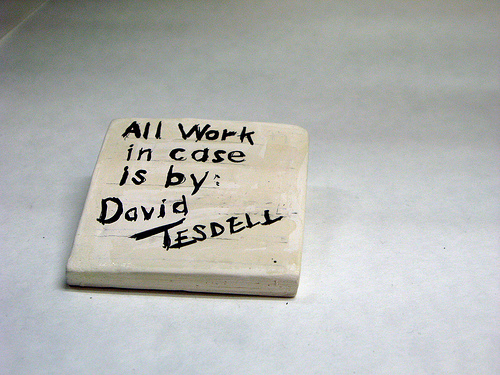 All Work
in case
is by:
David
TESDELL